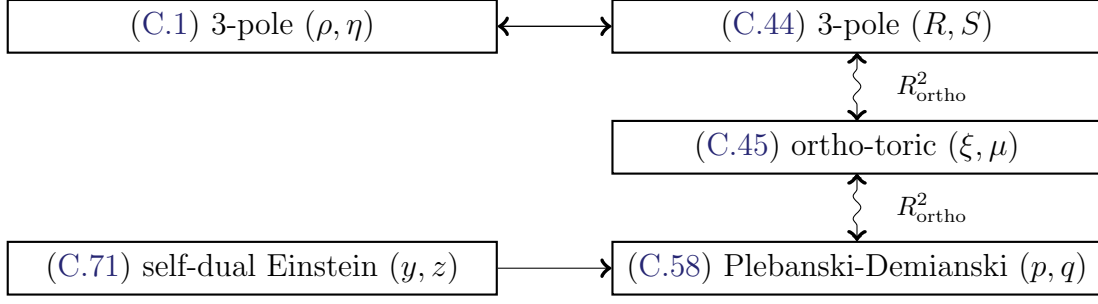 (C.1) 3-pole (ρ, η)
(C.44) 3-pole (R, S)
R²ortho
(C.45) ortho-toric (ξ, μ)
R²ortho
(C.71) self-dual Einstein (y, z)
(C.58) Plebanski-Demianski (p, q)